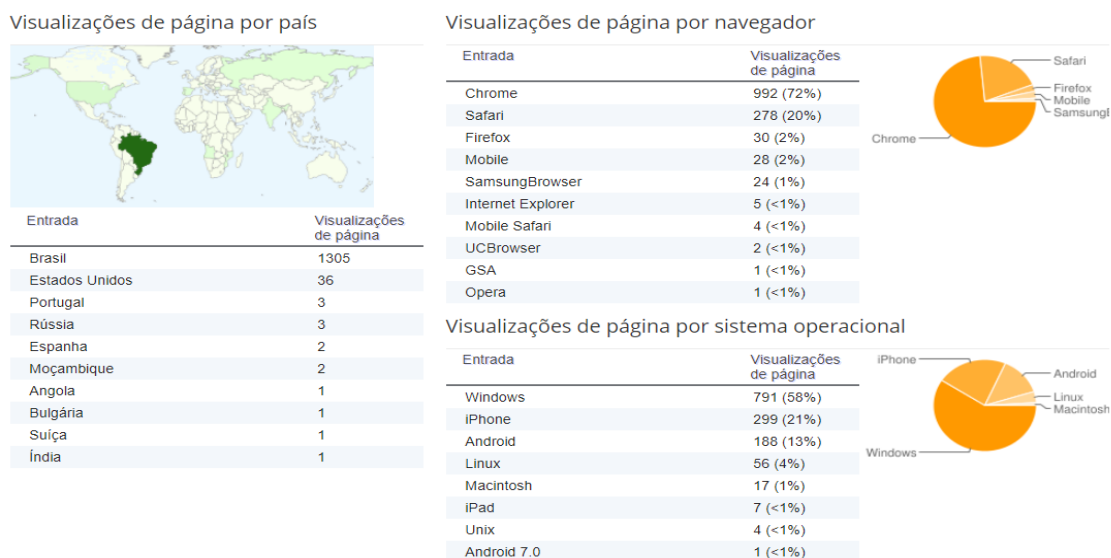 Visualizações de página por país
Entrada Visualizações
de página
Brasil 1305
Estados Unidos 36
Portugal 3
Rússia 3
Espanha 2
Moçambique 2
Angola 1
Bulgária 1
Suíça 1
Índia 1
Visualizações de página por navegador
Entrada Visualizações
de página
Chrome 992 (72%)
Safari 278 (20%)
Firefox 30 (2%)
Mobile 28 (2%)
SamsungBrowser 24 (1%)
Internet Explorer 5 (<1%)
Mobile Safari 4 (<1%)
UCBrowser 2 (<1%)
GSA 1 (<1%)
Opera 1 (<1%)
Safari
Firefox
Mobile
SamsungB
Chrome
Visualizações de página por sistema operacional
Entrada Visualizações
de página
Windows 791 (58%)
iPhone 299 (21%)
Android 188 (13%)
Linux 56 (4%)
Macintosh 17 (1%)
iPad 7 (<1%)
Unix 4 (<1%)
Android 7.0 1 (<1%)
iPhone
Android
Linux
Macintosh
Windows